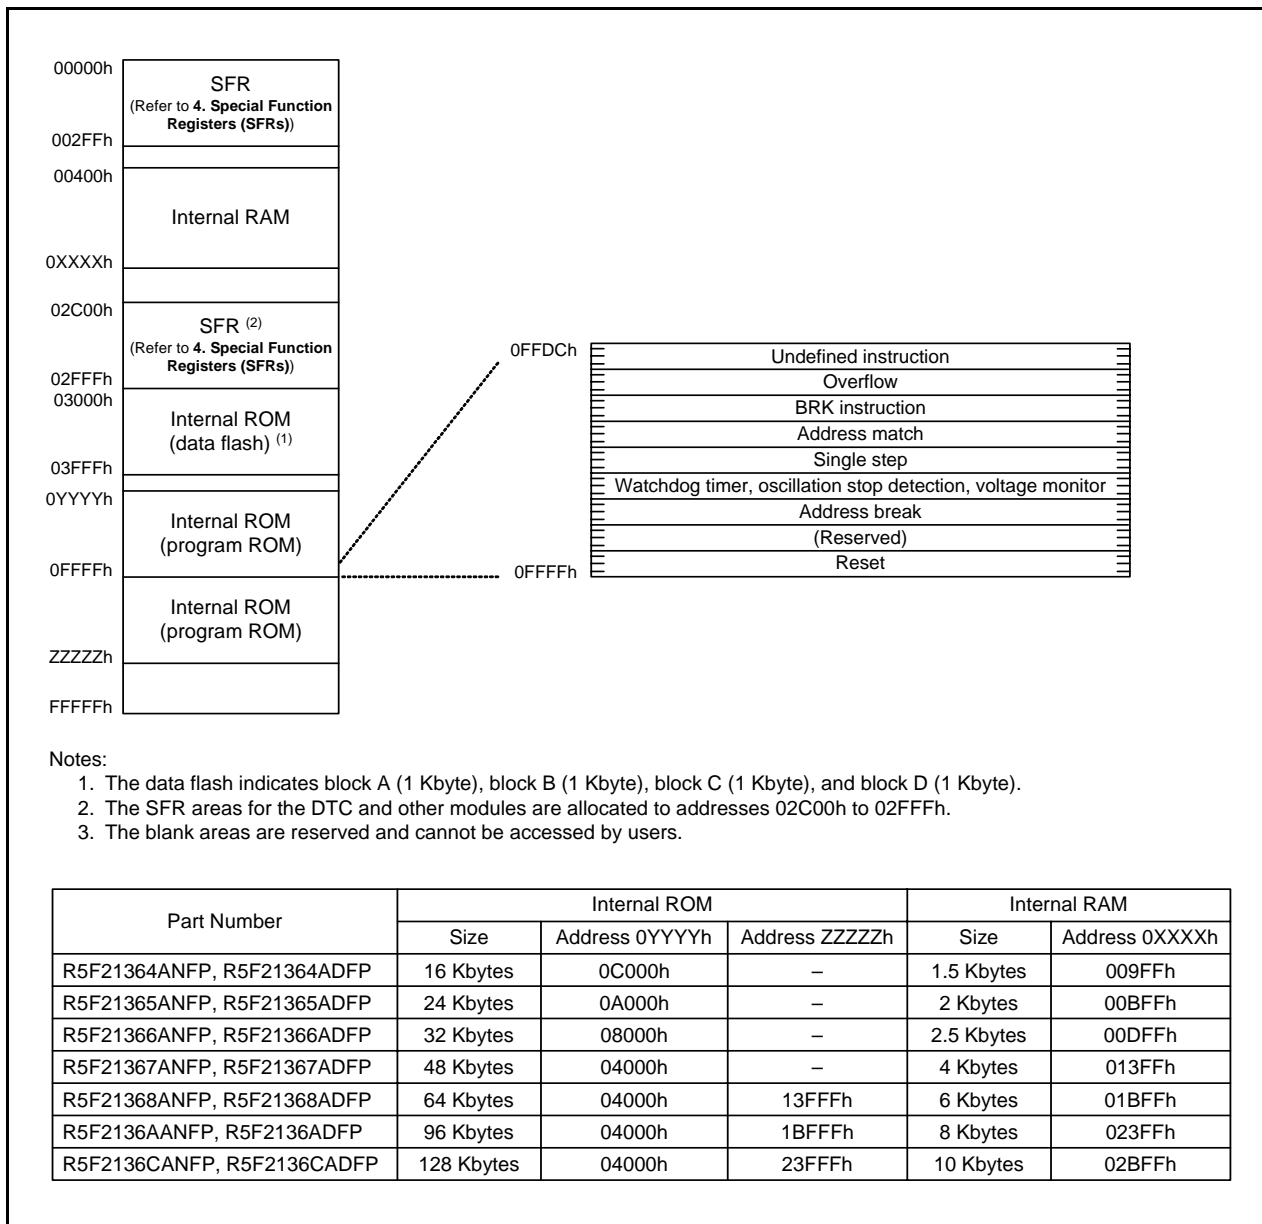 00000h
SFR
(Refer to 4. Special Function
Registers (SFRs))
002FFh
00400h
Internal RAM
0XXXXh
02C00h
SFR (2)
(Refer to 4. Special Function
Registers (SFRs))
02FFFh
03000h
Internal ROM
(data flash) (1)
03FFFh
0YYYYh
Internal ROM
(program ROM)
0FFFFh
Internal ROM
(program ROM)
ZZZZZh
FFFFFh
0FFDCh
Undefined instruction
Overflow
BRK instruction
Address match
Single step
Watchdog timer, oscillation stop detection, voltage monitor
Address break
(Reserved)
Reset
0FFFFh
Notes:
1. The data flash indicates block A (1 Kbyte), block B (1 Kbyte), block C (1 Kbyte), and block D (1 Kbyte).
2. The SFR areas for the DTC and other modules are allocated to addresses 02C00h to 02FFFh.
3. The blank areas are reserved and cannot be accessed by users.
Part Number Internal ROM Internal RAM
Size Address 0YYYYh Address ZZZZZh Size Address 0XXXXh
R5F21364ANFP, R5F21364ADFP 16 Kbytes 0C000h – 1.5 Kbytes 009FFh
R5F21365ANFP, R5F21365ADFP 24 Kbytes 0A000h – 2 Kbytes 00BFFh
R5F21366ANFP, R5F21366ADFP 32 Kbytes 08000h – 2.5 Kbytes 00DFFh
R5F21367ANFP, R5F21367ADFP 48 Kbytes 04000h – 4 Kbytes 013FFh
R5F21368ANFP, R5F21368ADFP 64 Kbytes 04000h 13FFFh 6 Kbytes 01BFFh
R5F2136AANFP, R5F2136ADFP 96 Kbytes 04000h 1BFFFh 8 Kbytes 023FFh
R5F2136CANFP, R5F2136CADFP 128 Kbytes 04000h 23FFFh 10 Kbytes 02BFFh